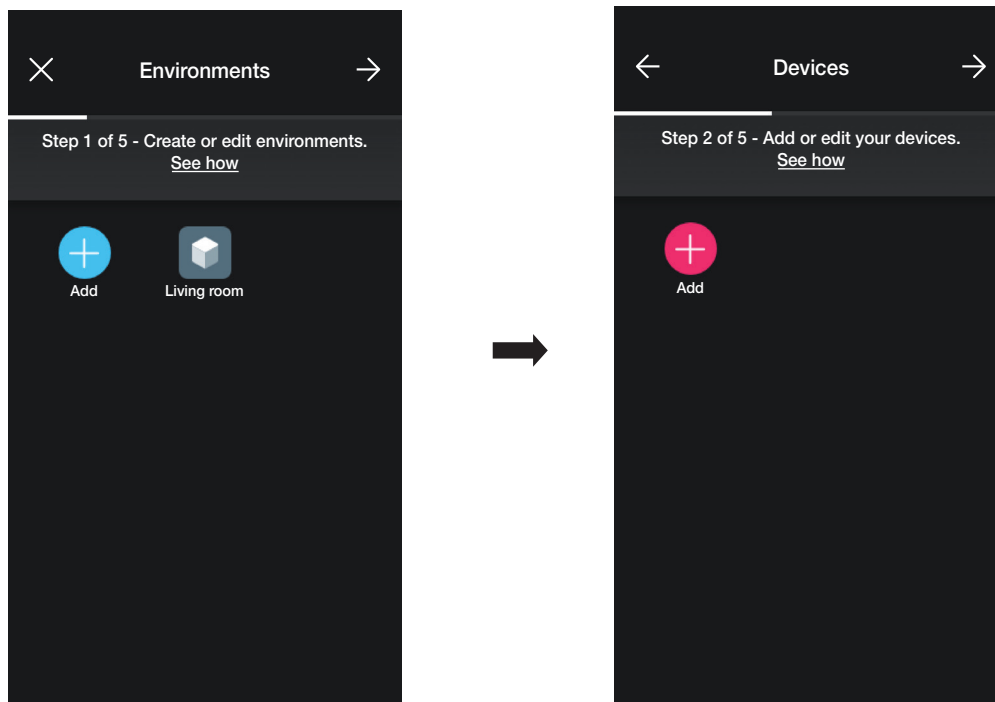 Environments
Step 1 of 5 - Create or edit environments.
See how
Add
Living room
Devices
Step 2 of 5 - Add or edit your devices.
See how
Add